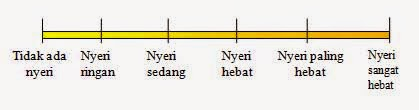 Tidak ada
nyeri
Nyeri
ringan
Nyeri
sedang
Nyeri
hebat
Nyeri paling
hebat
Nyeri
sangat
hebat